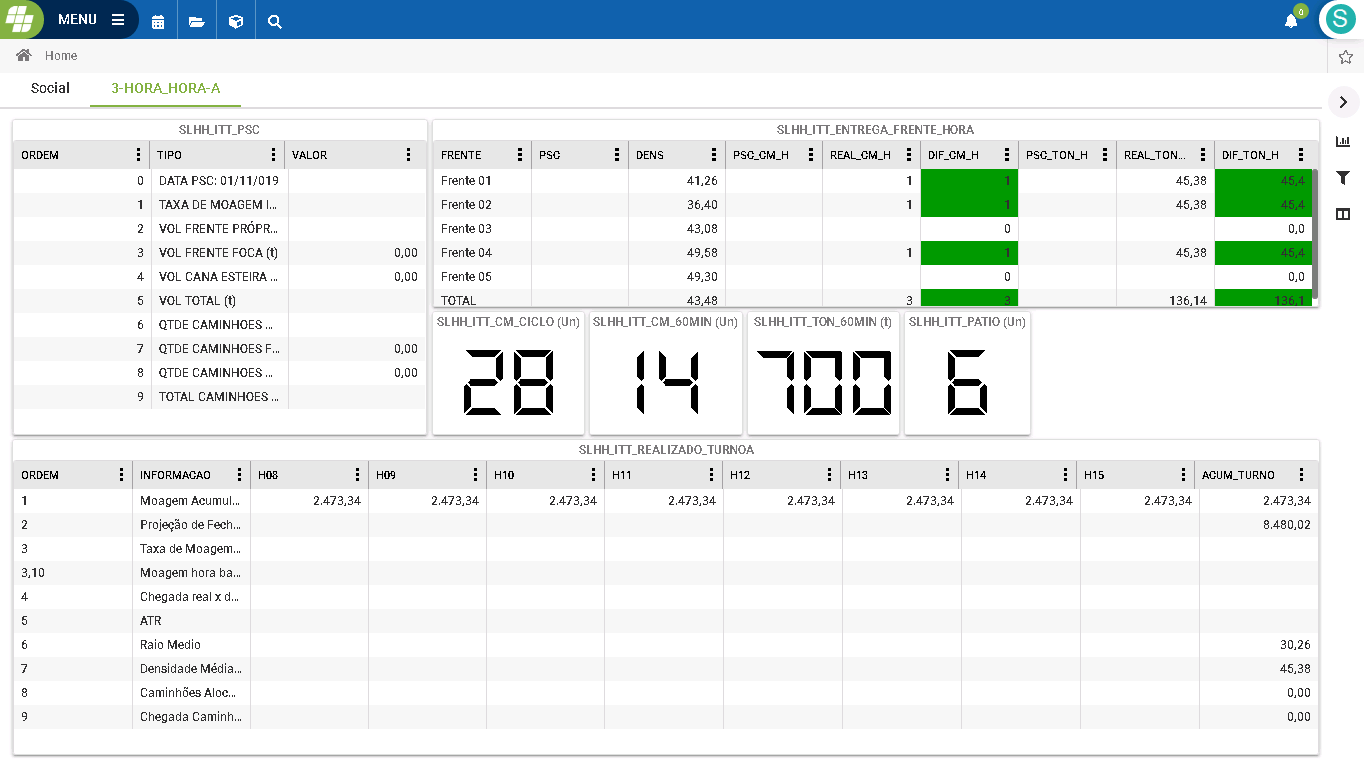 MENU
0
S
Home
Social 3-HORA_HORA-A
SLHH_ITT_PSC
ORDEM TIPO VALOR
0 DATA PSC: 01/11/019
1 TAXA DE MOAGEM I...
2 VOL FRENTE PRÓPR...
3 VOL FRENTE FOCA (t) 0,00
4 VOL CANA ESTEIRA ... 0,00
5 VOL TOTAL (t)
6 QTDE CAMINHOES ...
7 QTDE CAMINHOES F... 0,00
8 QTDE CAMINHOES ... 0,00
9 TOTAL CAMINHOES ...
SLHH_ITT_ENTREGA_FRENTE_HORA
FRENTE PSC DENS PSC_CM_H REAL_CM_H DIF_CM_H PSC_TON_H REAL_TON... DIF_TON_H
Frente 01 41,26 1 1 45,38 45,4
Frente 02 36,40 1 1 45,38 45,4
Frente 03 43,08 0 0,0
Frente 04 49,58 1 1 45,38 45,4
Frente 05 49,30 0 0,0
TOTAL 43,48 3 3 136,14 136,1
SLHH_ITT_CM_CICLO (Un) SLHH_ITT_CM_60MIN (Un) SLHH_ITT_TON_60MIN (t) SLHH_ITT_PATIO (Un)
28 14 700 6
SLHH_ITT_REALIZADO_TURNOA
ORDEM INFORMACAO H08 H09 H10 H11 H12 H13 H14 H15 ACUM_TURNO
1 Moagem Acumul... 2.473,34 2.473,34 2.473,34 2.473,34 2.473,34 2.473,34 2.473,34 2.473,34 2.473,34
2 Projeção de Fech... 8.480,02
3 Taxa de Moagem...
3,10 Moagem hora ba...
4 Chegada real x d...
5 ATR
6 Raio Medio 30,26
7 Densidade Média... 45,38
8 Caminhões Aloc... 0,00
9 Chegada Caminh... 0,00